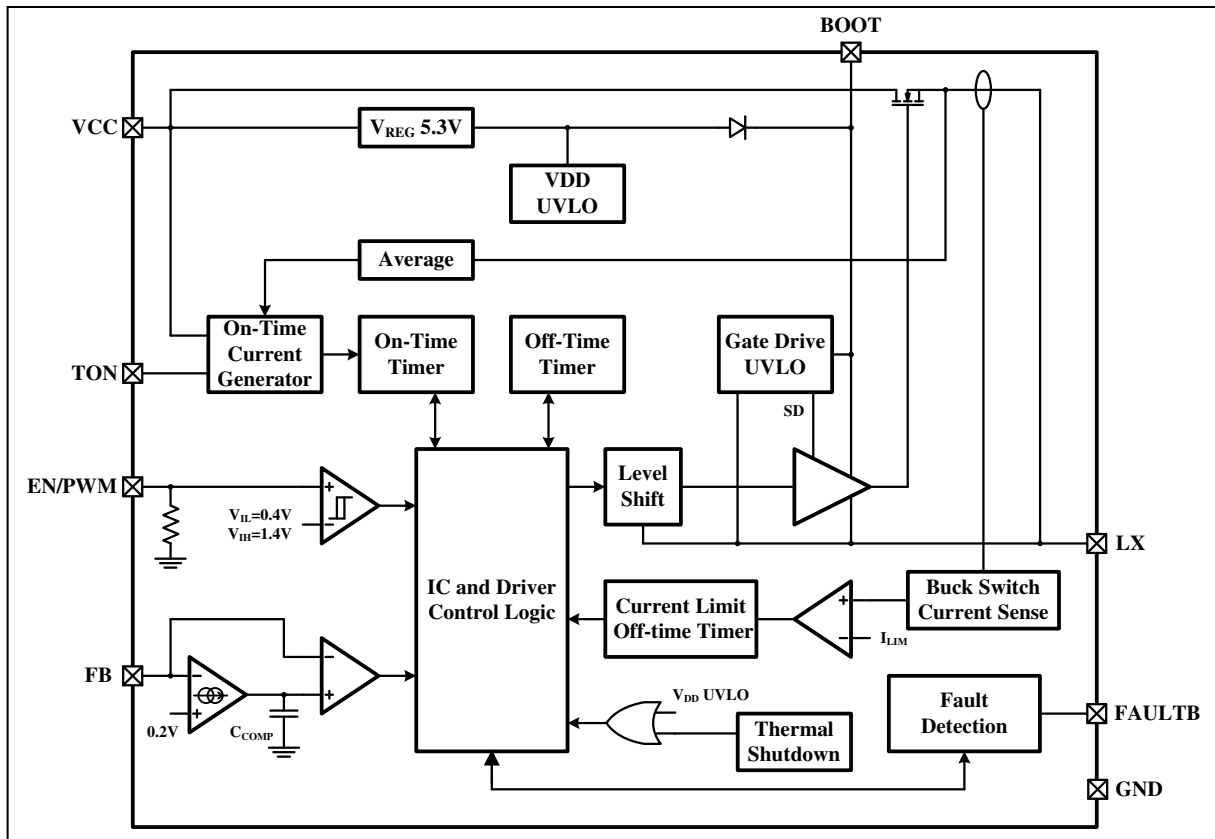 BOOT
VCC
VREG 5.3V
VDD
UVLO
Average
On-Time
Current
Generator
On-Time
Timer
Off-Time
Timer
Gate Drive
UVLO
TON
SD
EN/PWM
+
−
VIL=0.4V
VIH=1.4V
Level
Shift
LX
IC and Driver
Control Logic
Current Limit
Off-time Timer
+
−
ILIM
Buck Switch
Current Sense
FB
−
+
0.2V
CCOMP
−
+
VDD UVLO
Thermal
Shutdown
Fault
Detection
FAULTB
GND